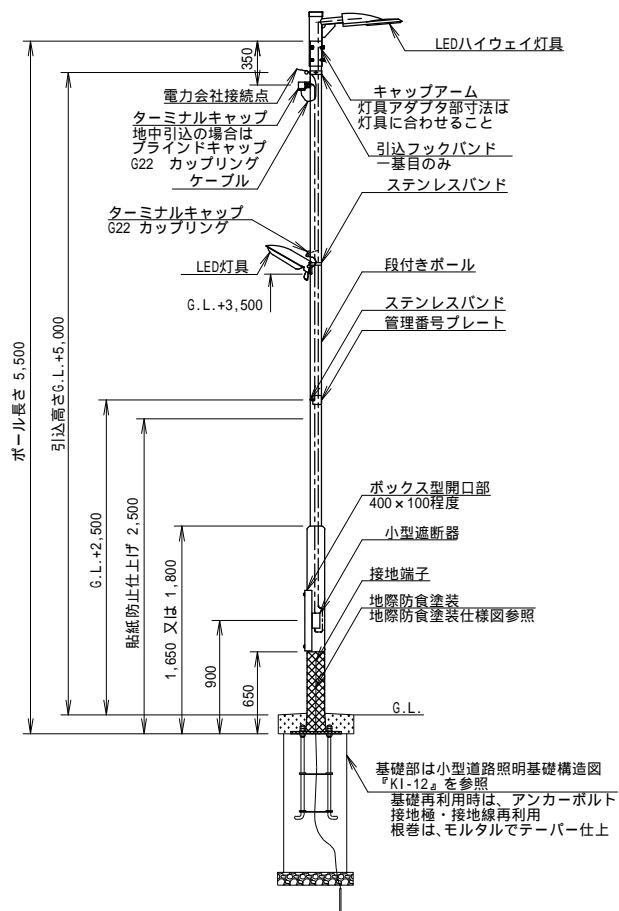 LEDハイウェイ灯具
350
電力会社接続点
ターミナルキャップ
地中引込の場合は
ブラインドキャップ
G22 カップリング
ケーブル
キャップアーム
灯具アダプタ部寸法は
灯具に合わせること
引込フックバンド
一基目のみ
ステンレスバンド
ターミナルキャップ
G22 カップリング
LED灯具
G.L.+3,500
段付きポール
ステンレスバンド
管理番号プレート
ポール長さ 5,500
引込高さG.L.+5,000
G.L.+2,500
貼紙防止仕上げ 2,500
1,650 又は 1,800
900
650
ボックス型開口部
400×100程度
小型遮断器
接地端子
地際防食塗装
地際防食塗装仕様図参照
G.L.
基礎部は小型道路照明基礎構造図
『KI-12』を参照
基礎再利用時は、アンカーボルト
接地極・接地線再利用
根巻は、モルタルでテーパー仕上